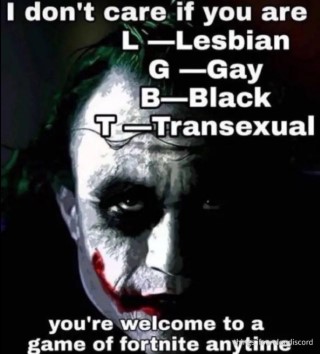 I don't care if you are
L —Lesbian
G —Gay
B—Black
T —Transexual
you're welcome to a
game of fortnite anytime